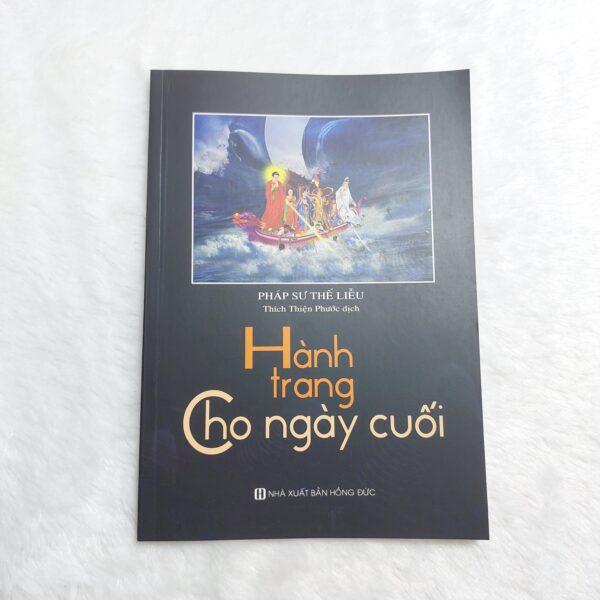 PHÁP SƯ THẾ LIỄU
Thích Thiện Phước dịch
Hành
trang
Cho ngày cuối
NHÀ XUẤT BẢN HỒNG ĐỨC